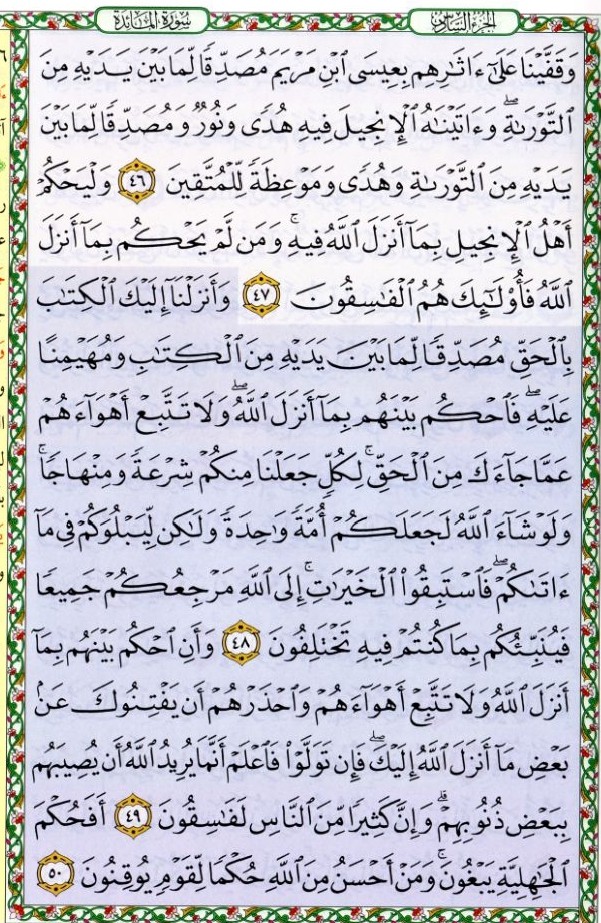 الجزء السادس
سورة المائدة
وَقَفَّيْنَا عَلَىٰٓ ءَاثَٰرِهِم بِعِيسَى ٱبْنِ مَرْيَمَ مُصَدِّقًا لِّمَا بَيْنَ يَدَيْهِ مِنَ
ٱلتَّوْرَىٰةِ ۖ وَءَاتَيْنَٰهُ ٱلْإِنجِيلَ فِيهِ هُدًى وَنُورٌ وَمُصَدِّقًا لِّمَا بَيْنَ
يَدَيْهِ مِنَ ٱلتَّوْرَىٰةِ وَهُدًى وَمَوْعِظَةً لِّلْمُتَّقِينَ ٤٦ وَلْيَحْكُمْ
أَهْلُ ٱلْإِنجِيلِ بِمَآ أَنزَلَ ٱللَّهُ فِيهِ ۚ وَمَن لَّمْ يَحْكُم بِمَآ أَنزَلَ
ٱللَّهُ فَأُو۟لَٰٓئِكَ هُمُ ٱلْفَٰسِقُونَ ٤٧ وَأَنزَلْنَآ إِلَيْكَ ٱلْكِتَٰبَ
بِٱلْحَقِّ مُصَدِّقًا لِّمَا بَيْنَ يَدَيْهِ مِنَ ٱلْكِتَٰبِ وَمُهَيْمِنًا
عَلَيْهِ ۖ فَٱحْكُم بَيْنَهُم بِمَآ أَنزَلَ ٱللَّهُ ۖ وَلَا تَتَّبِعْ أَهْوَآءَهُمْ
عَمَّا جَآءَكَ مِنَ ٱلْحَقِّ ۚ لِكُلٍّ جَعَلْنَا مِنكُمْ شِرْعَةً وَمِنْهَاجًا ۚ
وَلَوْ شَآءَ ٱللَّهُ لَجَعَلَكُمْ أُمَّةً وَٰحِدَةً وَلَٰكِن لِّيَبْلُوَكُمْ فِى مَآ
ءَاتَىٰكُمْ ۖ فَٱسْتَبِقُوا۟ ٱلْخَيْرَٰتِ ۚ إِلَى ٱللَّهِ مَرْجِعُكُمْ جَمِيعًا
فَيُنَبِّئُكُم بِمَا كُنتُمْ فِيهِ تَخْتَلِفُونَ ٤٨ وَأَنِ ٱحْكُم بَيْنَهُم بِمَآ
أَنزَلَ ٱللَّهُ وَلَا تَتَّبِعْ أَهْوَآءَهُمْ وَٱحْذَرْهُمْ أَن يَفْتِنُوكَ عَنۢ
بَعْضِ مَآ أَنزَلَ ٱللَّهُ إِلَيْكَ ۖ فَإِن تَوَلَّوْا۟ فَٱعْلَمْ أَنَّمَا يُرِيدُ ٱللَّهُ أَن يُصِيبَهُم
بِبَعْضِ ذُنُوبِهِمْ ۗ وَإِنَّ كَثِيرًا مِّنَ ٱلنَّاسِ لَفَٰسِقُونَ ٤٩ أَفَحُكْمَ
ٱلْجَٰهِلِيَّةِ يَبْغُونَ ۚ وَمَنْ أَحْسَنُ مِنَ ٱللَّهِ حُكْمًا لِّقَوْمٍ يُوقِنُونَ ٥٠